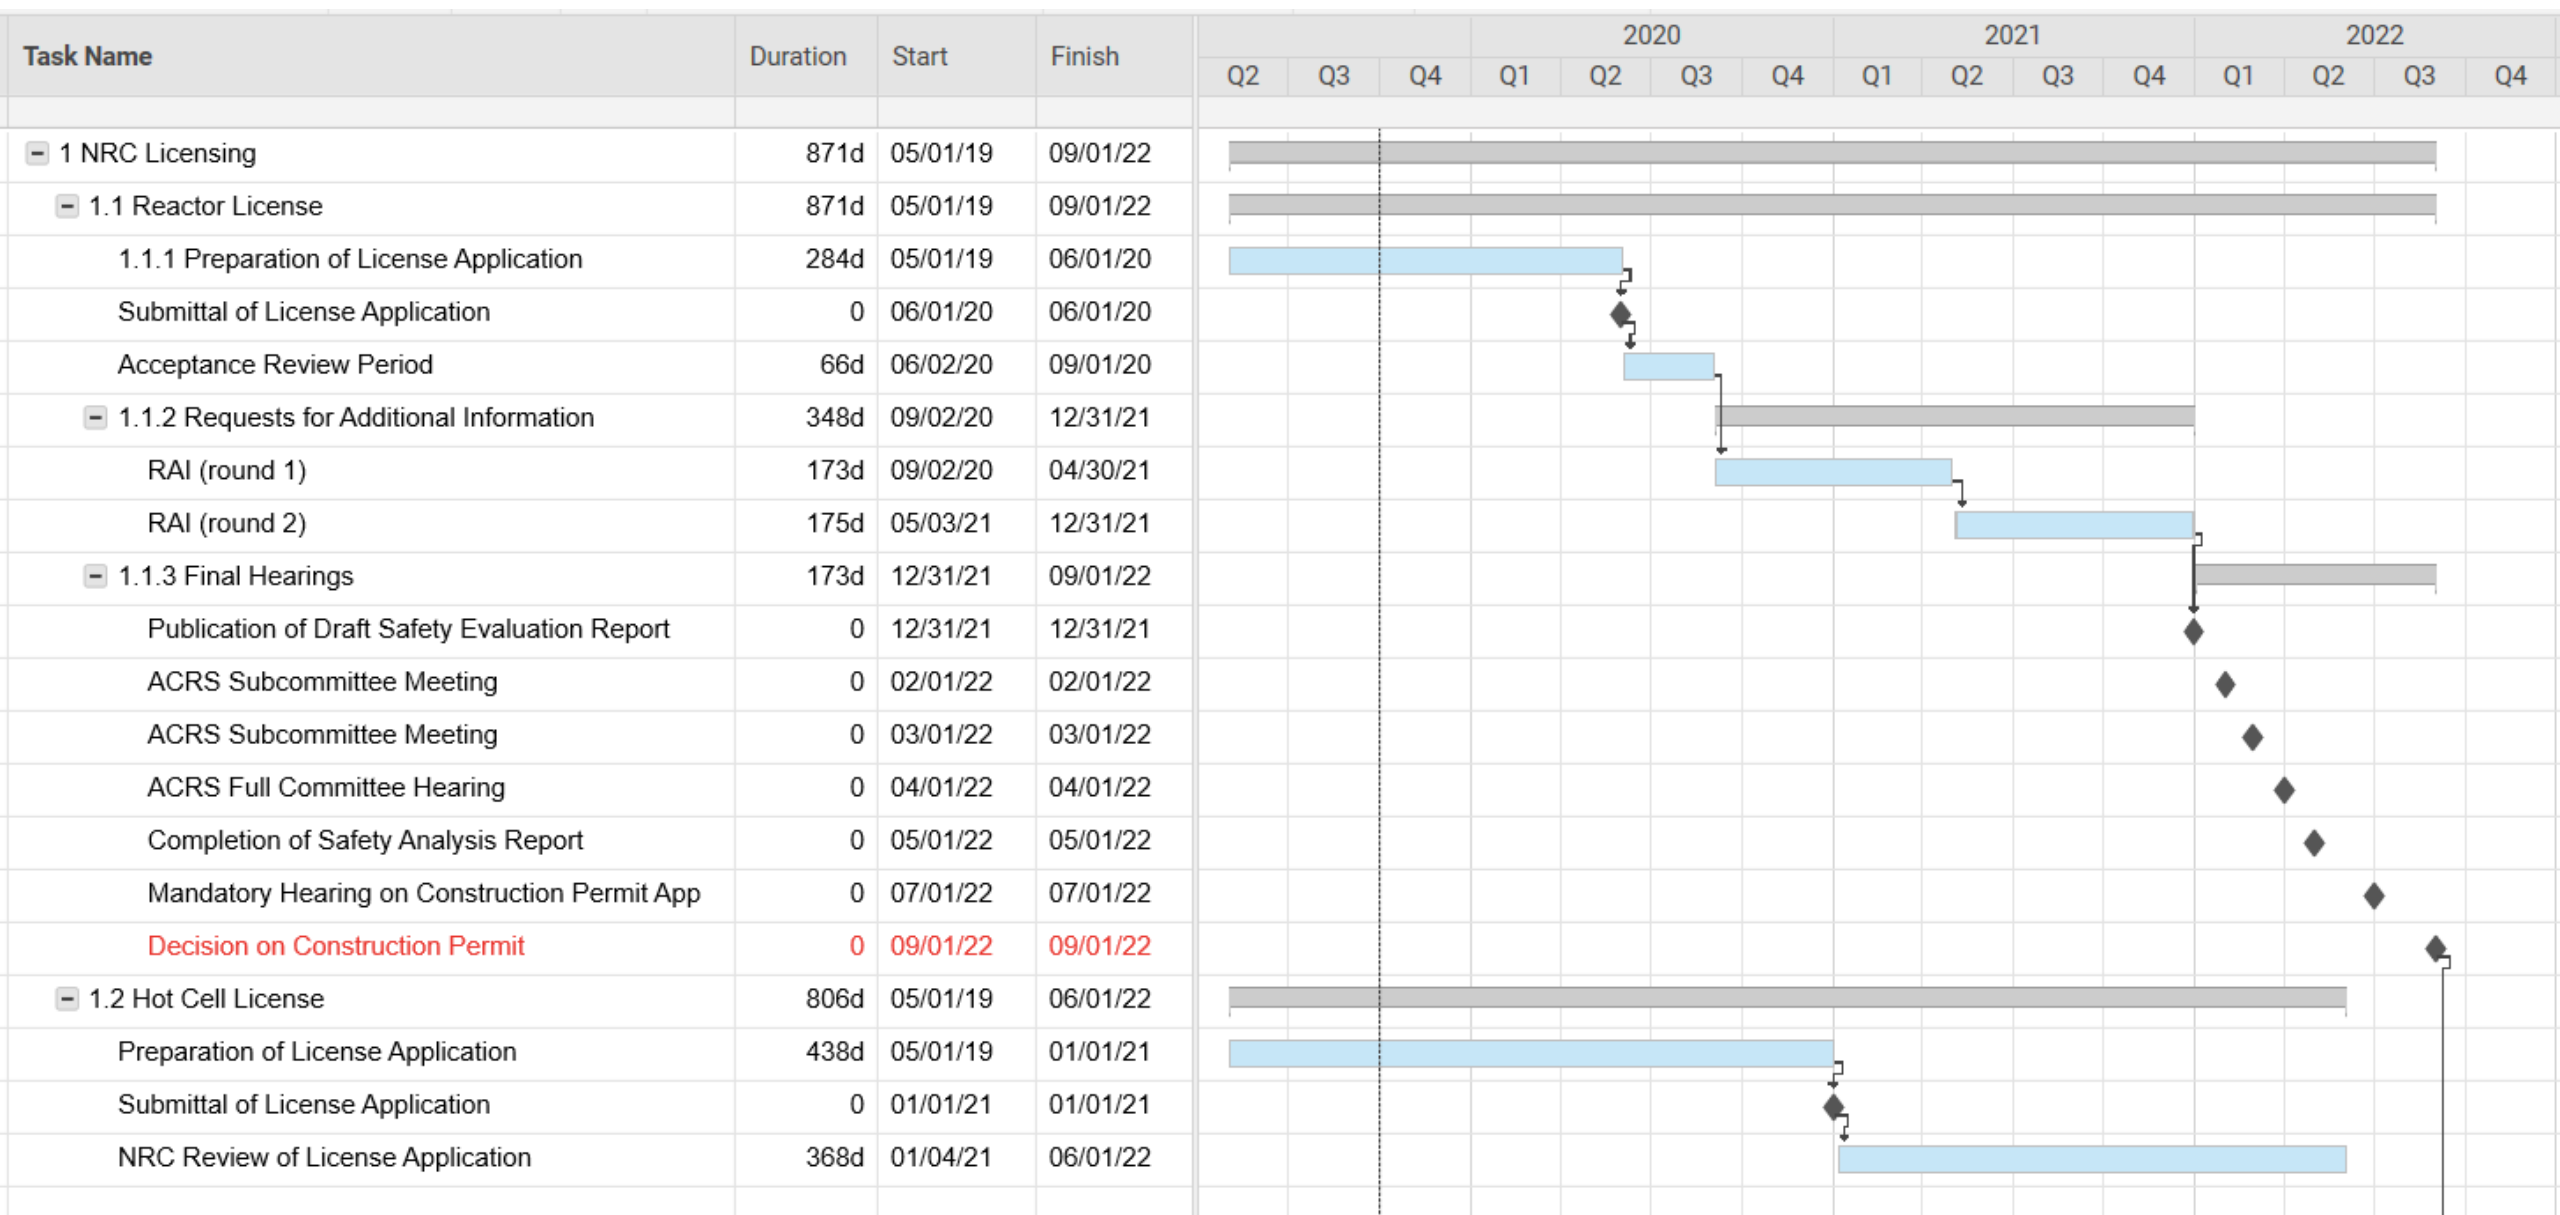 2020 2021 2022
Task Name Duration Start Finish Q2 Q3 Q4 Q1 Q2 Q3 Q4 Q1 Q2 Q3 Q4 Q1 Q2 Q3 Q4
1 NRC Licensing 871d 05/01/19 09/01/22
1.1 Reactor License 871d 05/01/19 09/01/22
1.1.1 Preparation of License Application 284d 05/01/19 06/01/20
Submittal of License Application 0 06/01/20 06/01/20
Acceptance Review Period 66d 06/02/20 09/01/20
1.1.2 Requests for Additional Information 348d 09/02/20 12/31/21
RAI (round 1) 173d 09/02/20 04/30/21
RAI (round 2) 175d 05/03/21 12/31/21
1.1.3 Final Hearings 173d 12/31/21 09/01/22
Publication of Draft Safety Evaluation Report 0 12/31/21 12/31/21
ACRS Subcommittee Meeting 0 02/01/22 02/01/22
ACRS Subcommittee Meeting 0 03/01/22 03/01/22
ACRS Full Committee Hearing 0 04/01/22 04/01/22
Completion of Safety Analysis Report 0 05/01/22 05/01/22
Mandatory Hearing on Construction Permit App 0 07/01/22 07/01/22
Decision on Construction Permit 0 09/01/22 09/01/22
1.2 Hot Cell License 806d 05/01/19 06/01/22
Preparation of License Application 438d 05/01/19 01/01/21
Submittal of License Application 0 01/01/21 01/01/21
NRC Review of License Application 368d 01/04/21 06/01/22